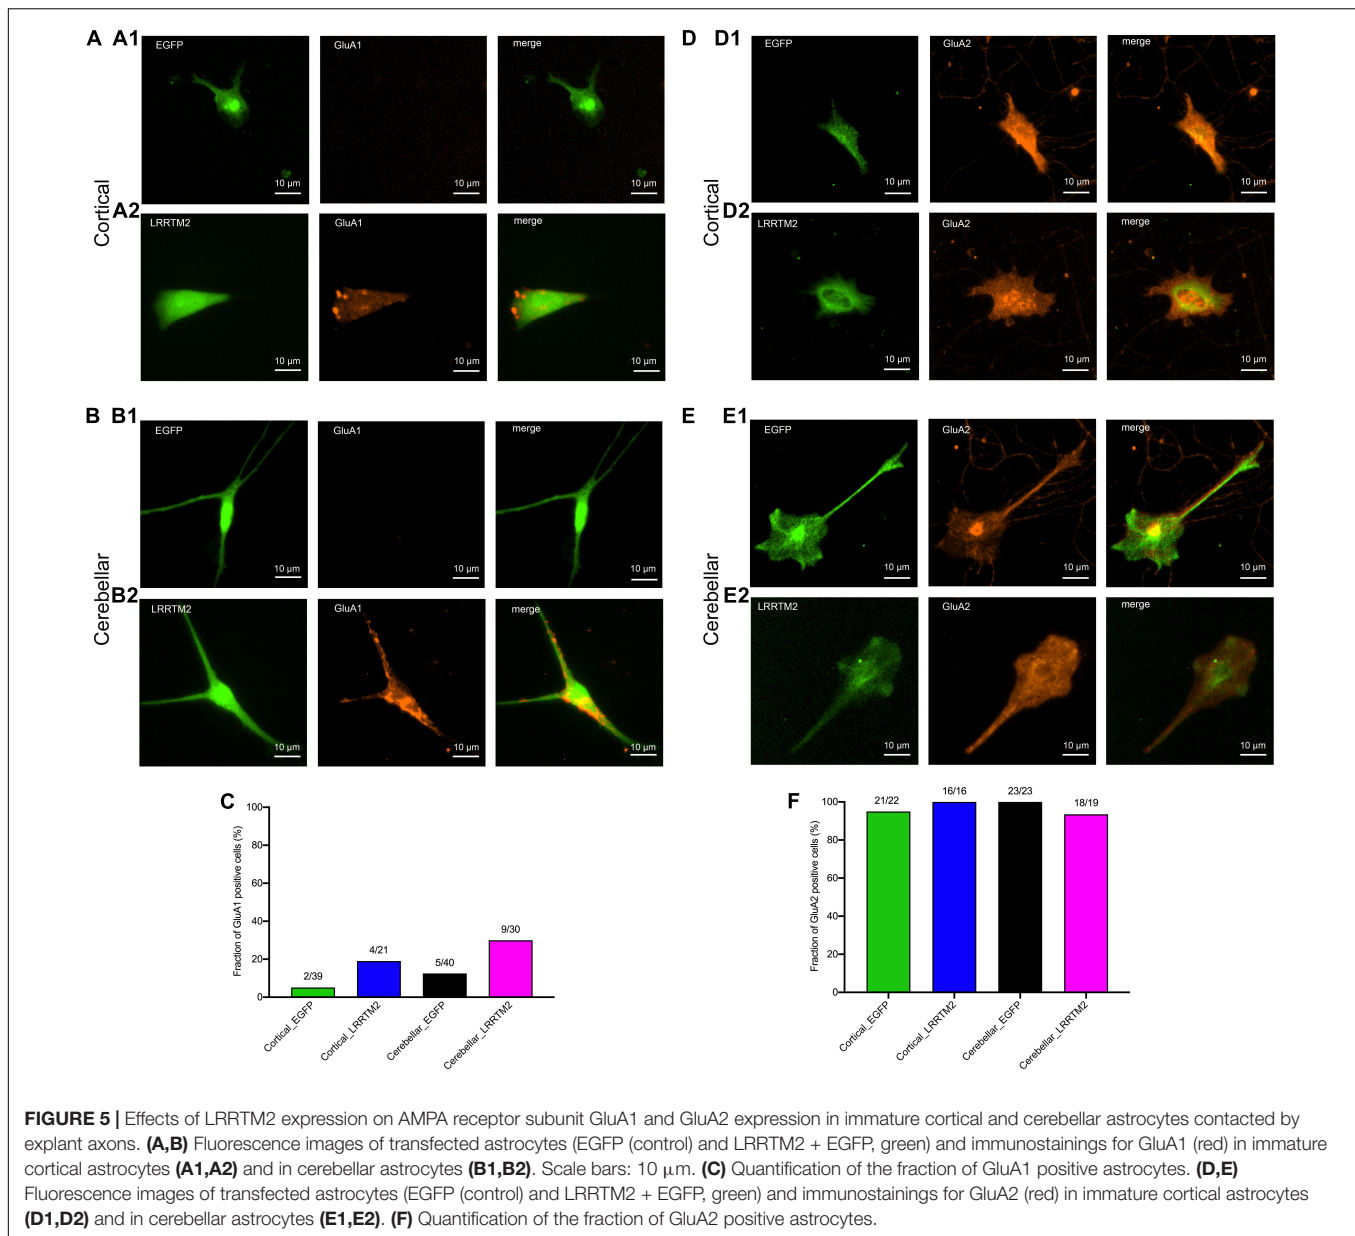 A A1
EGFP
GluA1
merge
10 µm
10 µm
10 µm
A2
LRRTM2
GluA1
merge
10 µm
10 µm
10 µm
Cortical
B B1
EGFP
GluA1
merge
10 µm
10 µm
10 µm
B2
LRRTM2
GluA1
merge
10 µm
10 µm
10 µm
Cerebellar
C
Fraction of GluA1 positive cells (%)
100
80
60
40
20
0
2/39
4/21
5/40
9/30
Cortical_EGFP
Cortical_LRRTM2
Cerebellar_EGFP
Cerebellar_LRRTM2
D D1
EGFP
GluA2
merge
10 µm
10 µm
10 µm
D2
LRRTM2
GluA2
merge
10 µm
10 µm
10 µm
Cortical
E E1
EGFP
GluA2
merge
10 µm
10 µm
10 µm
E2
LRRTM2
GluA2
merge
10 µm
10 µm
10 µm
Cerebellar
F
Fraction of GluA2 positive cells (%)
100
80
60
40
20
0
21/22
16/16
23/23
18/19
Cortical_EGFP
Cortical_LRRTM2
Cerebellar_EGFP
Cerebellar_LRRTM2
FIGURE 5 | Effects of LRRTM2 expression on AMPA receptor subunit GluA1 and GluA2 expression in immature cortical and cerebellar astrocytes contacted by
explant axons. (A,B) Fluorescence images of transfected astrocytes (EGFP (control) and LRRTM2 + EGFP, green) and immunostainings for GluA1 (red) in immature
cortical astrocytes (A1,A2) and in cerebellar astrocytes (B1,B2). Scale bars: 10 µm. (C) Quantification of the fraction of GluA1 positive astrocytes. (D,E)
Fluorescence images of transfected astrocytes (EGFP (control) and LRRTM2 + EGFP, green) and immunostainings for GluA2 (red) in immature cortical astrocytes
(D1,D2) and in cerebellar astrocytes (E1,E2). (F) Quantification of the fraction of GluA2 positive astrocytes.